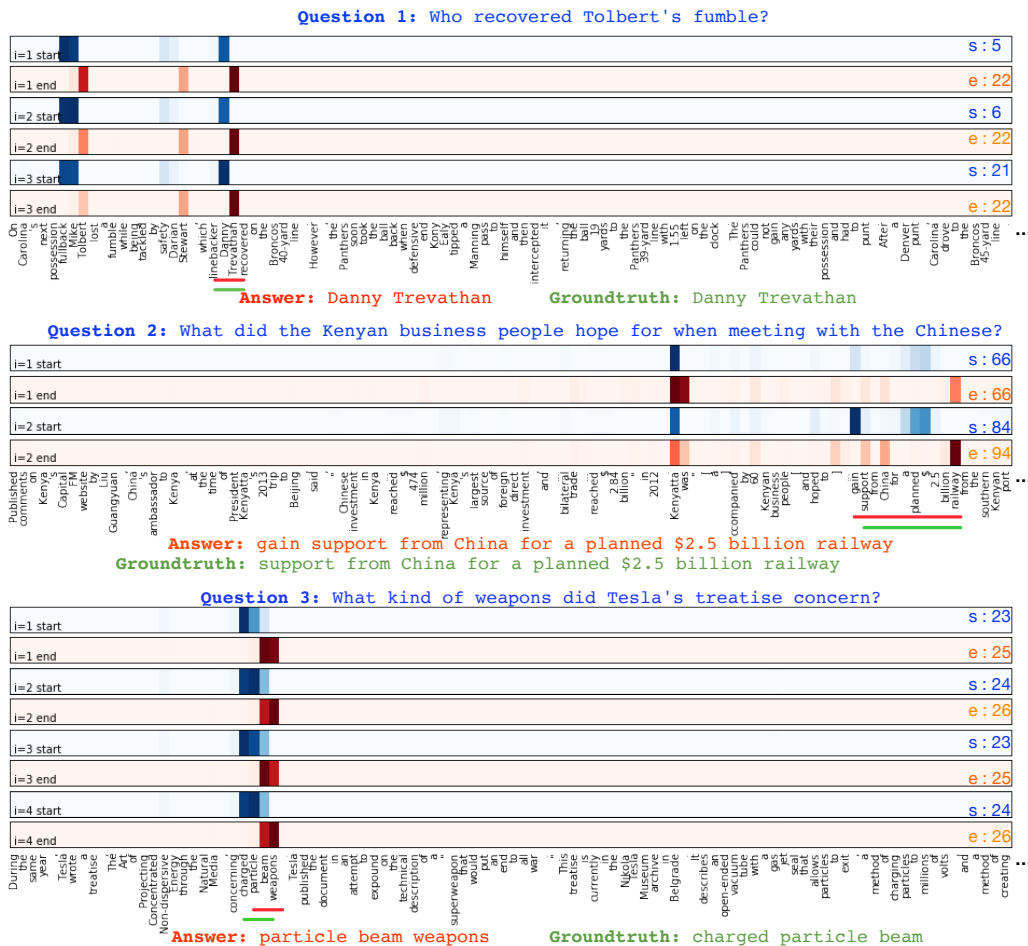 Question 1: Who recovered Tolbert's fumble?
i=1 start s:5
i=1 end e:22
i=2 start s:6
i=2 end e:22
i=3 start s:21
i=3 end e:22
On Carolina 's next possession fullback Mike Tolbert lost a fumble while being tackled by safety Darian Stewart , which linebacker Danny Trevathan recovered on the Broncos 40-yard line . However , the Panthers soon took the ball back when defensive end Kony Ealy tipped a Manning pass to himself and then intercepted it , returning the ball 19 yards to the Panthers 39-yard line with 1:55 left on the clock . The Panthers could not gain any yards with their possession and had to punt . After a Denver punt , Carolina drove to the Broncos 45-yard line . ...
Answer: Danny Trevathan Groundtruth: Danny Trevathan
Question 2: What did the Kenyan business people hope for when meeting with the Chinese?
i=1 start s:66
i=1 end e:66
i=2 start s:84
i=2 end e:94
Published comments on Kenya 's Capital FM website by Liu Guangyuan , China 's ambassador to Kenya , at the time of President Kenyatta 's 2013 trip to Beijing said , " Chinese investment in Kenya reached $ 474 million , representing Kenya 's largest source of foreign direct investment , and bilateral trade reached $ 2.84 billion " in 2012 . Kenyatta was " [ a ] ccompanied by 60 Kenyan business people [ and hoped to ] gain support from China for a planned $ 2.5 billion railway from the southern Kenyan port ...
Answer: gain support from China for a planned $2.5 billion railway
Groundtruth: support from China for a planned $2.5 billion railway
Question 3: What kind of weapons did Tesla's treatise concern?
i=1 start s:23
i=1 end e:25
i=2 start s:24
i=2 end e:26
i=3 start s:23
i=3 end e:25
i=4 start s:24
i=4 end e:26
During the same year , Tesla wrote a treatise , The Art of Projecting Concentrated Non-dispersive Energy through the Natural Media , concerning charged particle beam weapons . Tesla published the document in an attempt to expound on the technical description of a " superweapon that would put an end to all war . " This treatise is currently in the Nikola Tesla Museum archive in Belgrade . It describes an open-ended vacuum tube with a gas jet seal that allows particles to exit , a method of charging particles to millions of volts , and a method of creating ...
Answer: particle beam weapons Groundtruth: charged particle beam